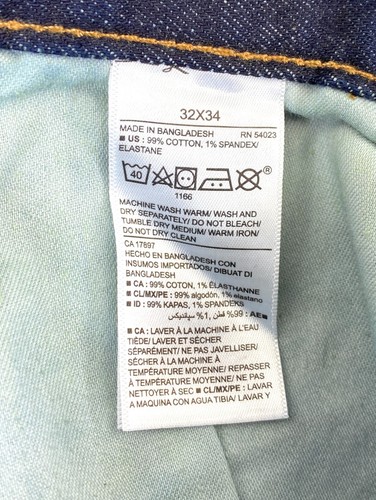 32X34
MADE IN BANGLADESH RN 54023
■ US : 99% COTTON, 1% SPANDEX/
ELASTANE
40 ®
1166
MACHINE WASH WARM/ WASH AND
DRY SEPARATELY/ DO NOT BLEACH/
TUMBLE DRY MEDIUM/ WARM IRON/
DO NOT DRY CLEAN
CA 17897
HECHO EN BANGLADESH CON
INSUMOS IMPORTADOS/ DIBUAT DI
BANGLADESH
■ CA : 99% COTON, 1% ÉLASTHANNE
■ CL/MX/PE : 99% algodón, 1% elastano
■ ID : 99% KAPAS, 1% SPANDEKS
■ AE : 99% قطن, 1% سپانديكس
■ CA : LAVER À LA MACHINE À L'EAU
TIÈDE/ LAVER ET SÉCHER
SÉPARÉMENT/ NE PAS JAVELLISER/
SÉCHER À LA MACHINE À
TEMPÉRATURE MOYENNE/ REPASSER
À TEMPÉRATURE MOYENNE/ NE PAS
NETTOYER À SEC ■ CL/MX/PE : LAVAR
A MAQUINA CON AGUA TIBIA/ LAVAR Y